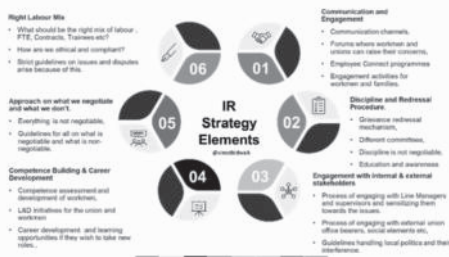 Right Labour Mix
• What should be the right mix of labour ,
FTE, Contracts, Trainees etc?
• How are we ethical and compliant?
• Strict guidelines on issues and disputes
arise because of this.
Approach on what we negotiate
and what we don't.
• Everything is not negotiable,
• Guidelines for all on what is
negotiable and what is non-
negotiable.
Competence Building & Career
Development
• Competence assessment and
development of workmen,
• L&D Initiatives for the union and
workmen
• Career development and learning
opportunities if they wish to take new
roles..
06
01
05
02
04
03
IR
Strategy
Elements
Communication and
Engagement
• Communication channels.
• Forums where workmen and
unions can raise their concerns,
• Employee Connect programmes
• Engagement activities for
workmen and families.
Discipline and Redressal
Procedure.
• Grievance redressal
mechanism,
• Different committees,
• Discipline is not negotiable.
• Education and awareness
Engagement with internal & external
stakeholders
• Process of engaging with Line Managers
and supervisors and sensitizing them
towards the issues.
• Process of engaging with external union
office bearers, social elements etc,
• Guidelines handling local politics and their
interference.